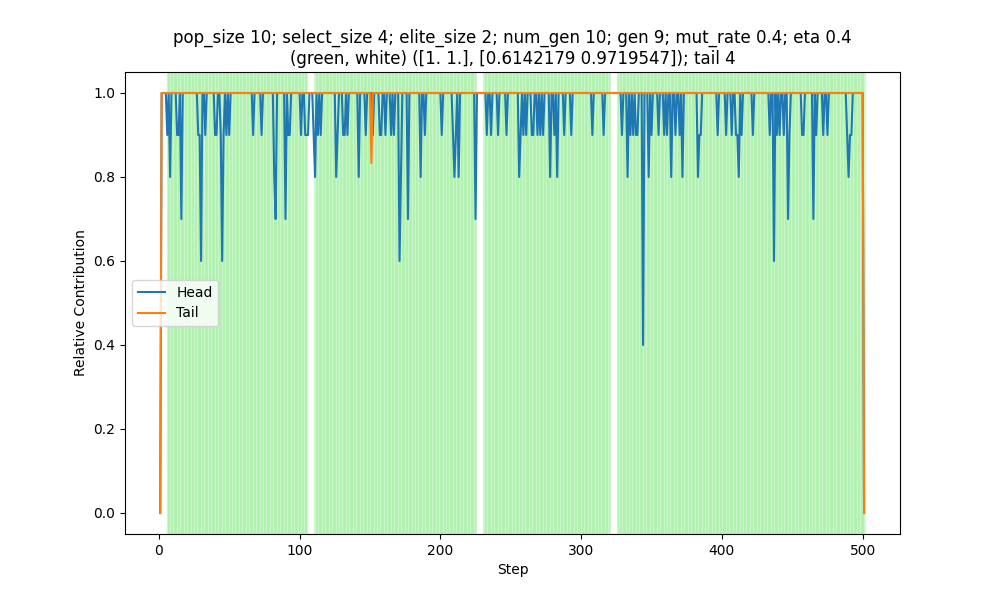 pop_size 10; select_size 4; elite_size 2; num_gen 10; gen 9; mut_rate 0.4; eta 0.4
(green, white) ([1. 1.], [0.6142179 0.9719547]); tail 4
1.0
0.8
0.6
0.4
0.2
0.0
Relative Contribution
Head
Tail
0
100
200
300
400
500
Step